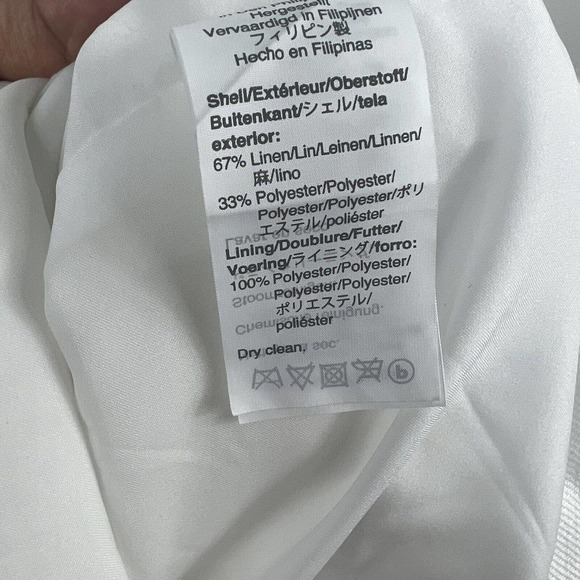 Hergestellt
Vervaardigd in Filipijnen
フィリピン製
Hecho en Filipinas
Shell/Extérieur/Oberstoff/
Buitenkant/シェル/tela
exterior:
67% Linen/Lin/Leinen/Linnen/
麻/lino
33% Polyester/Polyester/
Polyester/Polyester/ポリ
エステル/poliéster
Lining/Doublure/Futter/
Voering/ライニング/forro:
100% Polyester/Polyester/
Polyester/Polyester/
ポリエステル/
poliéster
Dry clean.